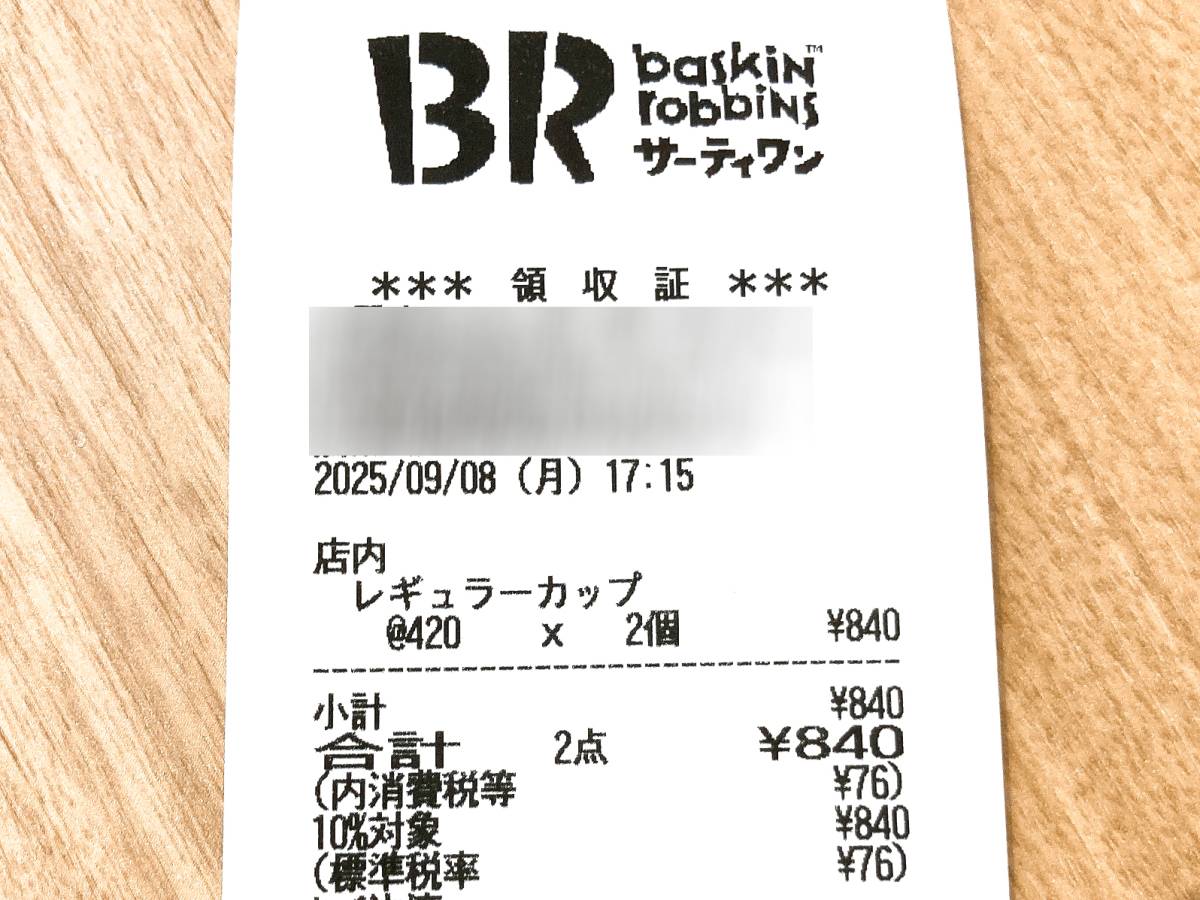 BR baskin robbins サーティワン ™
*** 領 収 証 ***
2025/09/08 (月) 17:15
店内
レギュラーカップ
@420 x 2個 ¥840
小計 ¥840
合計 2点 ¥840
(内消費税等 ¥76)
10%対象 ¥840
(標準税率 ¥76)